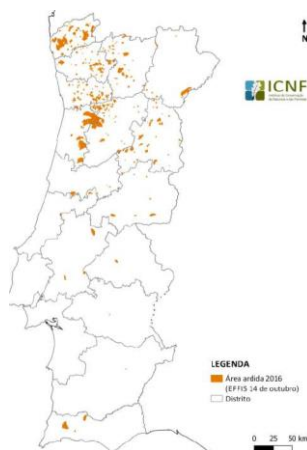 N
ICNF
LEGENDA
Área ardida 2016
(EFFIS 14 de outubro)
Distrito
0 25 50 km